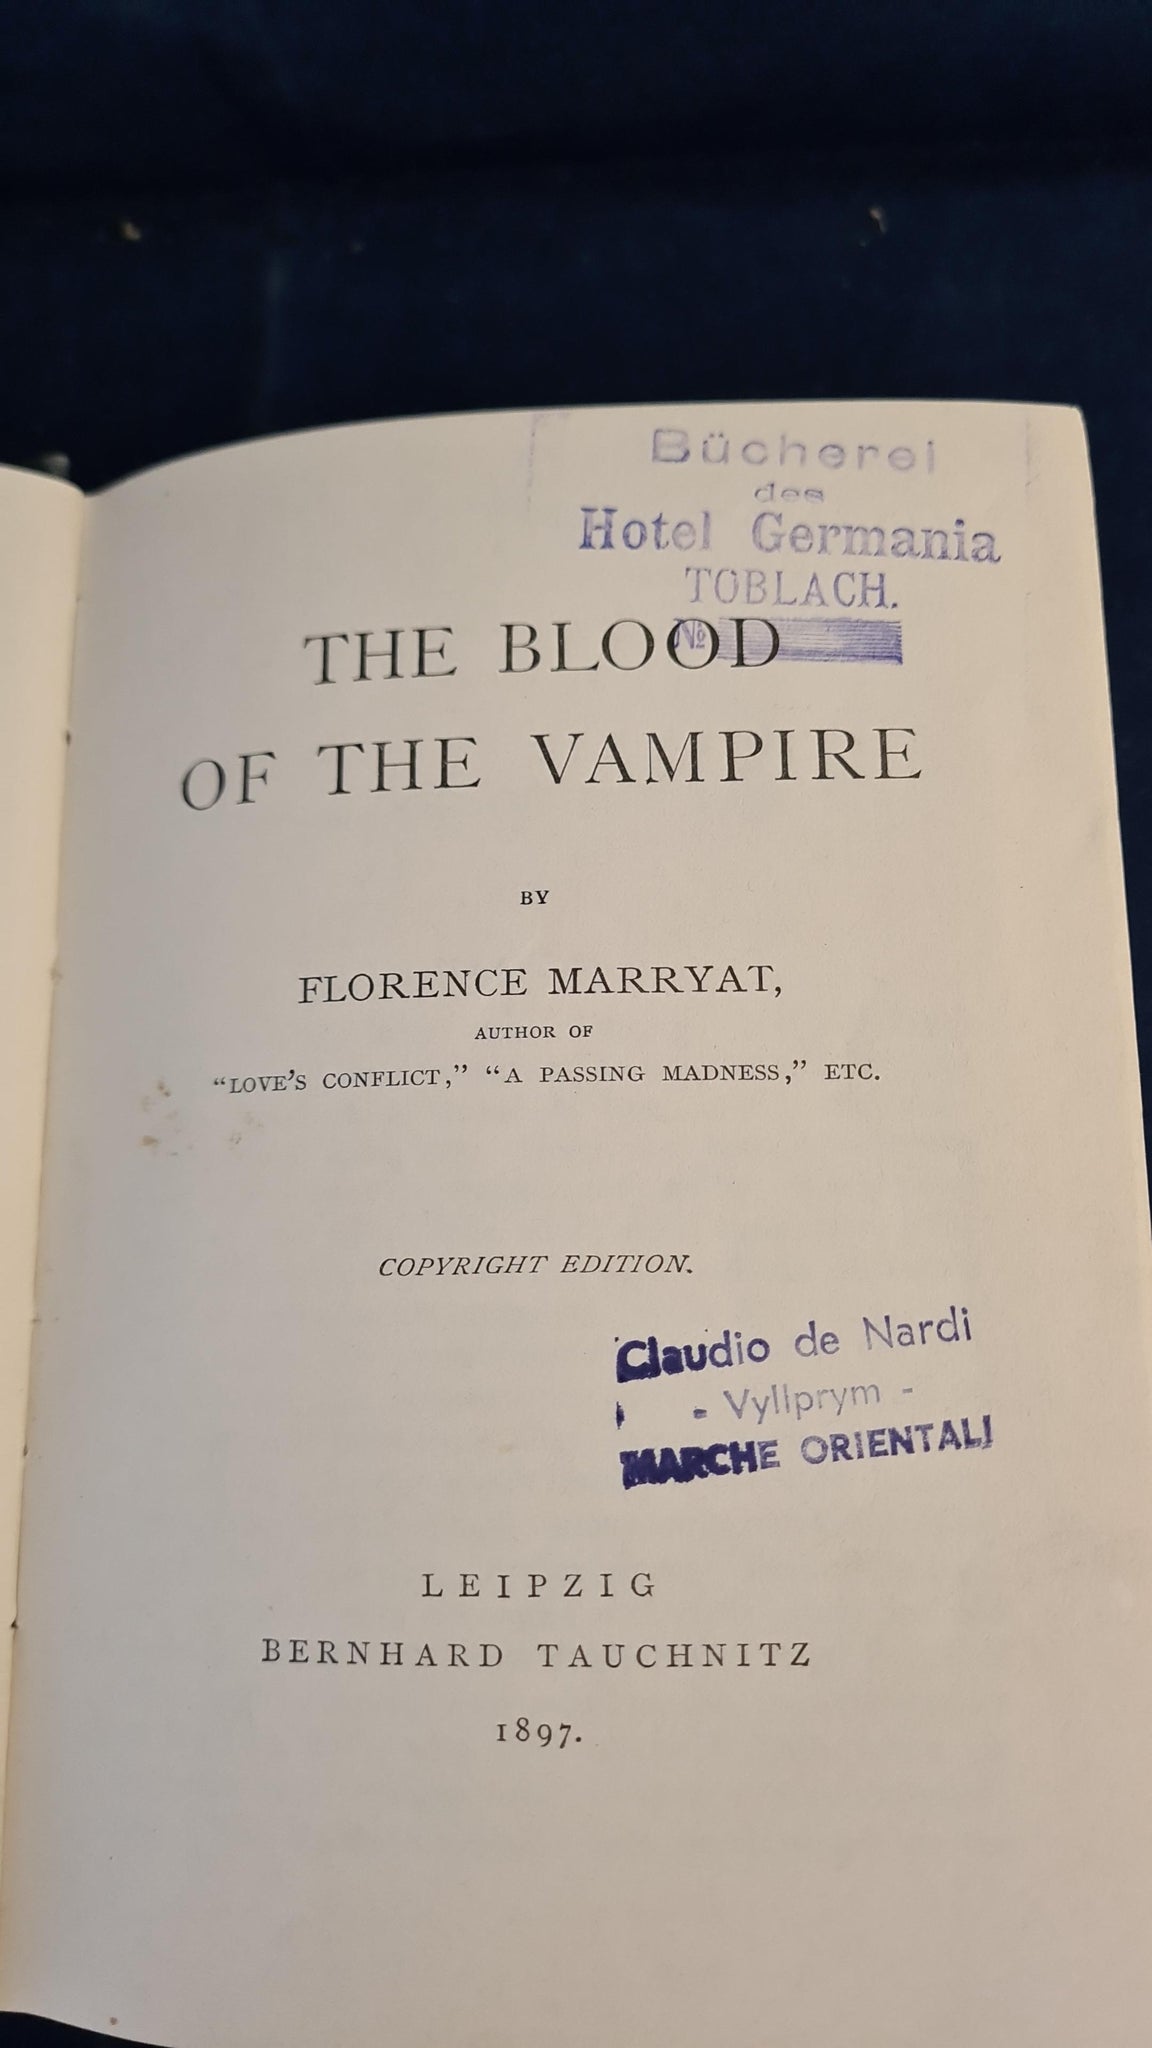 Bücherei
des
Hotel Germania
TOBLACH.
№
THE BLOOD
OF THE VAMPIRE
BY
FLORENCE MARRYAT,
AUTHOR OF
“LOVE’S CONFLICT,” “A PASSING MADNESS,” ETC.
COPYRIGHT EDITION.
Claudio de Nardi
- Vyllprym -
MARCHE ORIENTALI
LEIPZIG
BERNHARD TAUCHNITZ
1897.